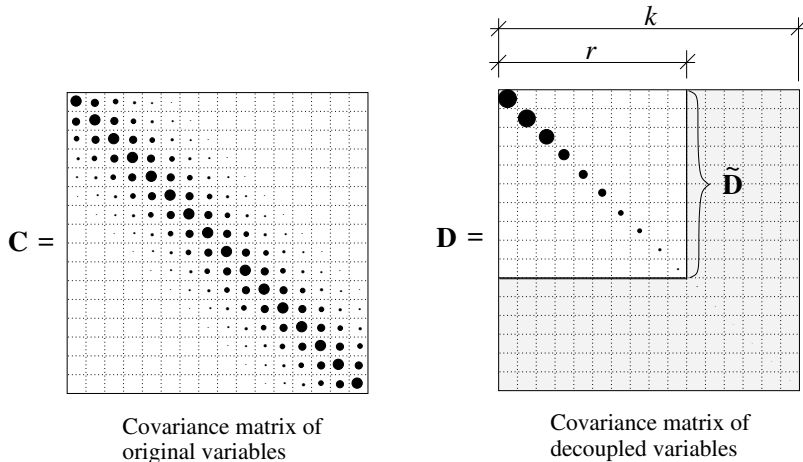 k
r
C =
D =
D̃
Covariance matrix of
original variables
Covariance matrix of
decoupled variables